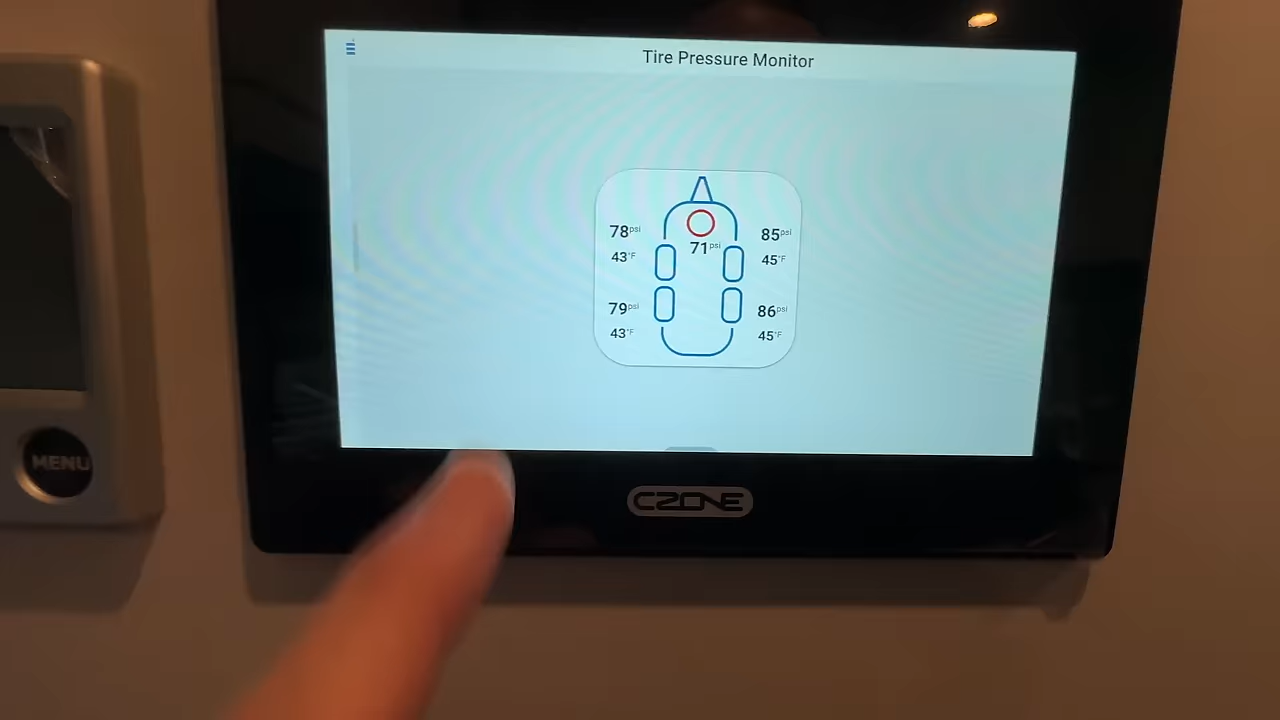 Tire Pressure Monitor
78psi
85psi
71psi
43°F
45°F
79psi
86psi
43°F
45°F
MENU
CZONE